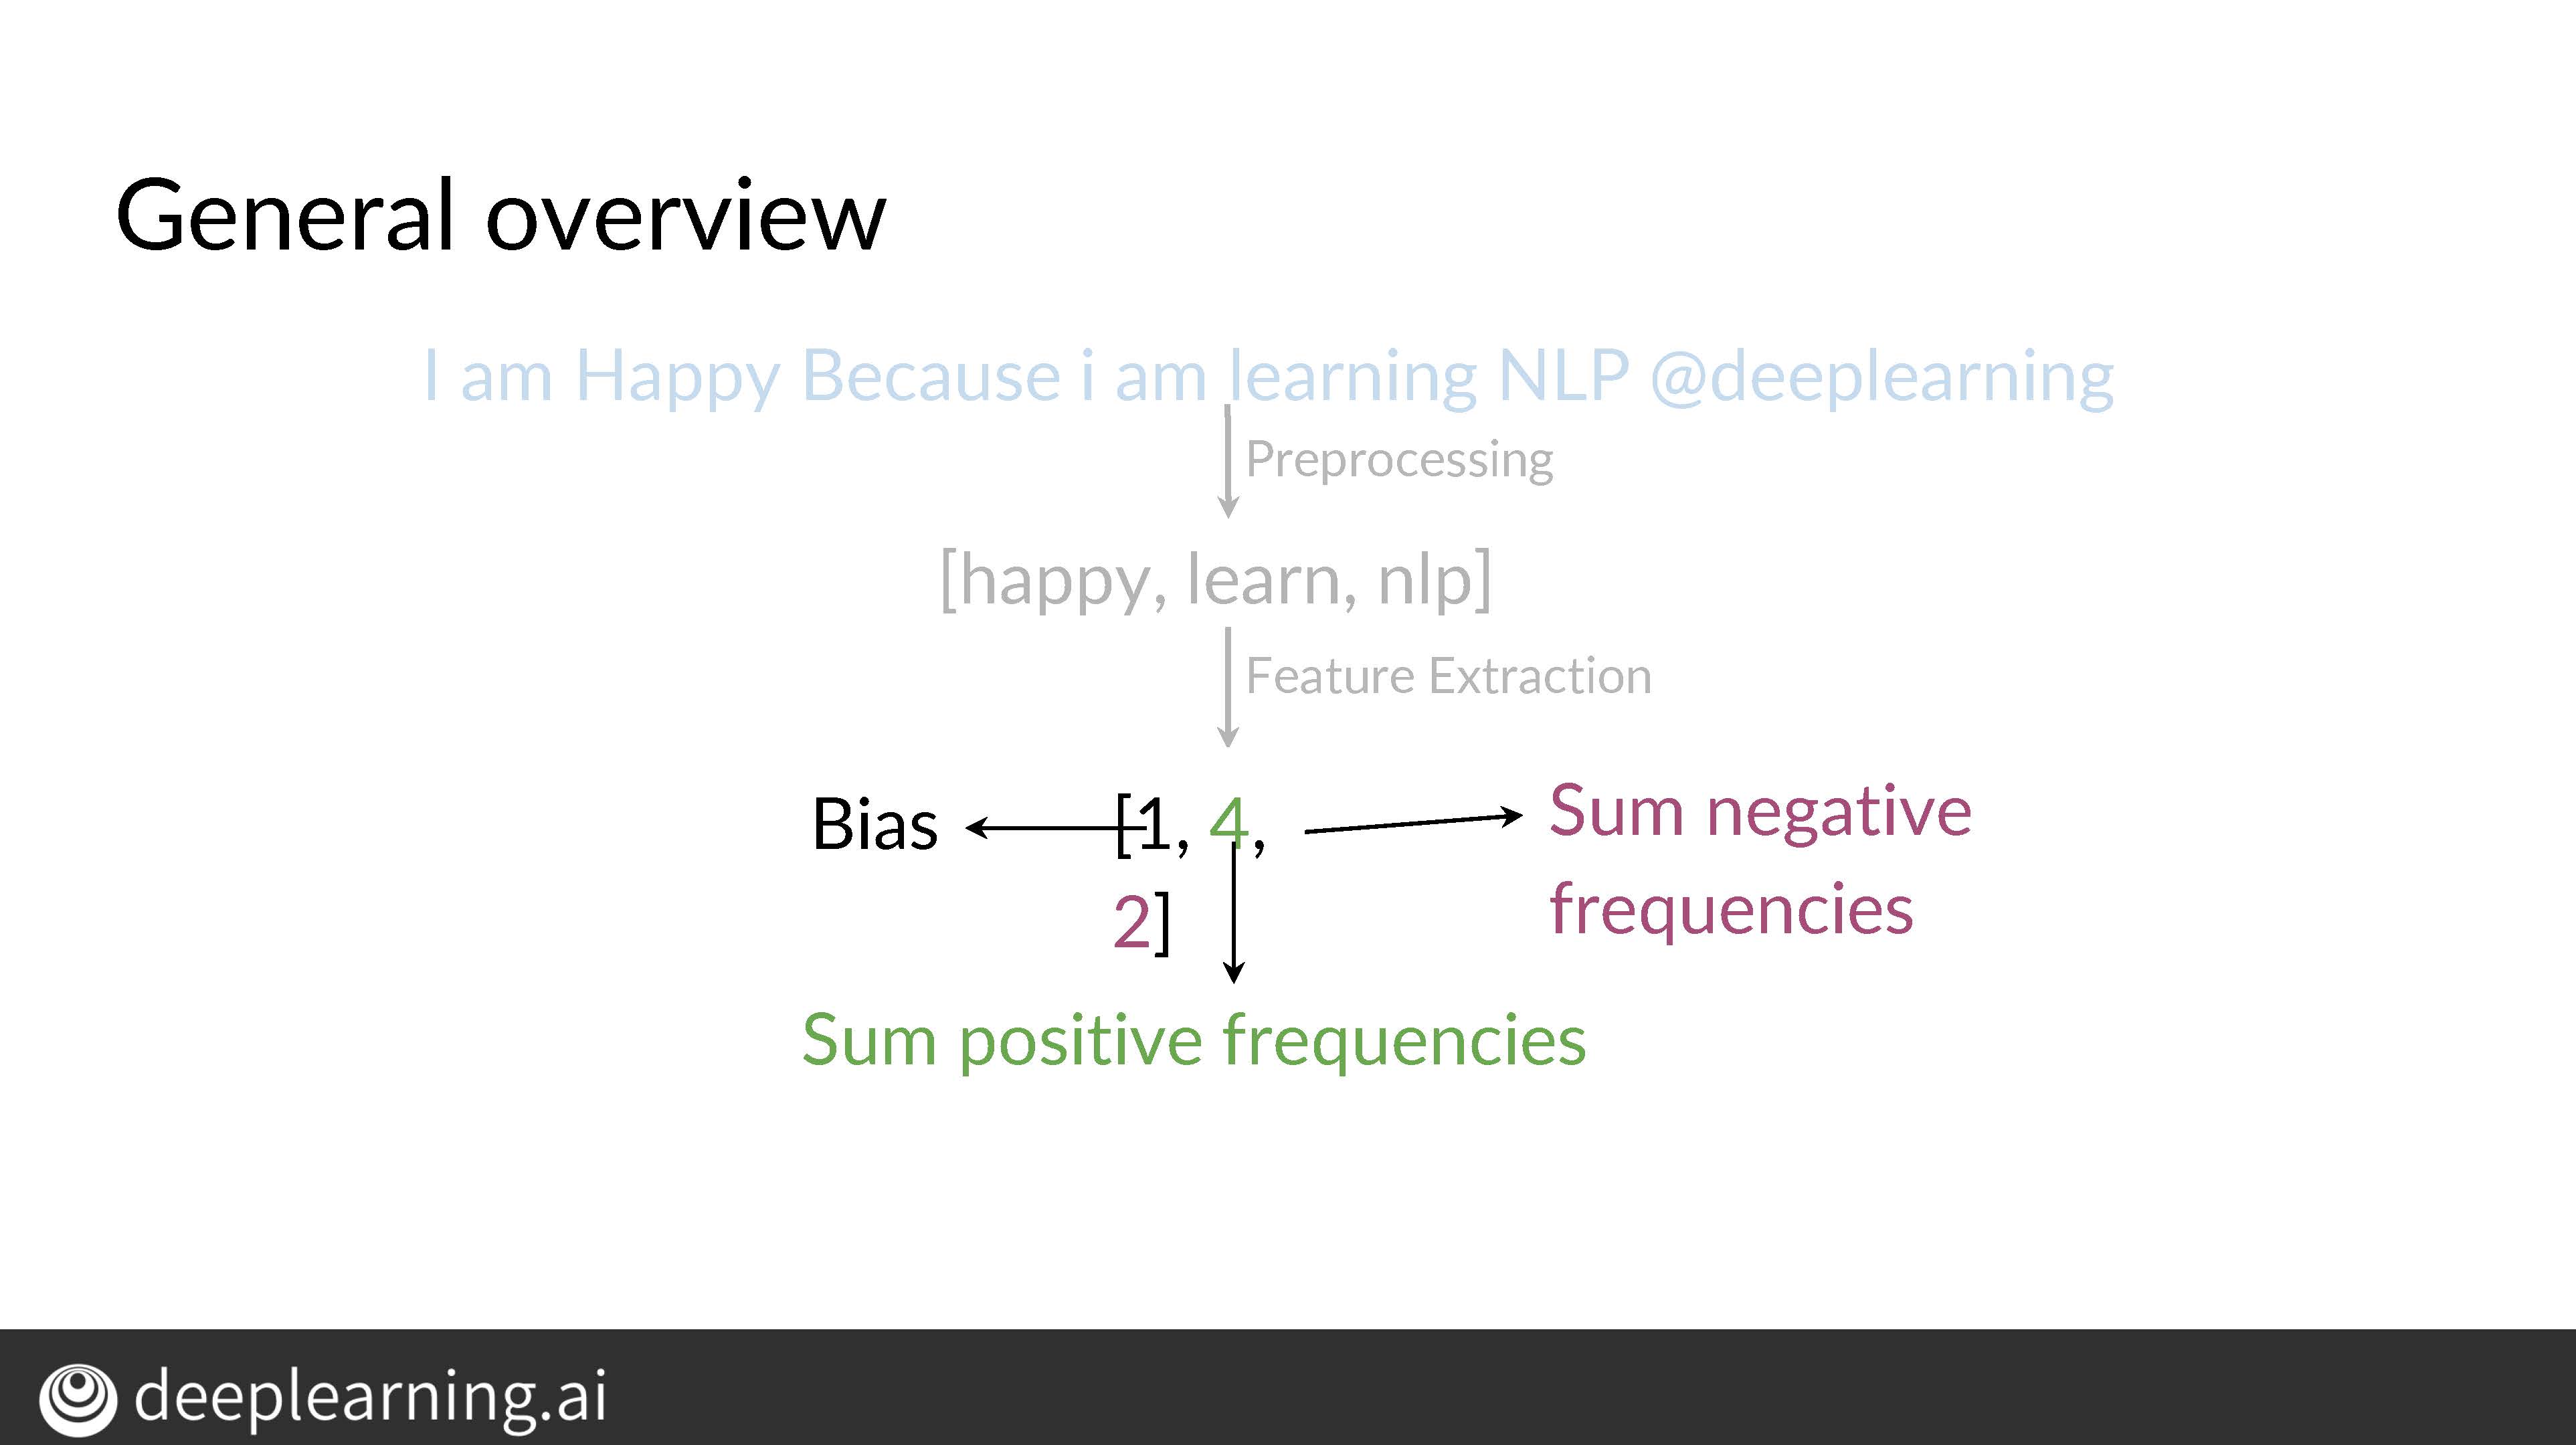 General overview
I am Happy Because i am learning NLP @deeplearning
Preprocessing
[happy, learn, nlp]
Feature Extraction
Bias
[1, 4,
2]
Sum negative
frequencies
Sum positive frequencies
deeplearning.ai